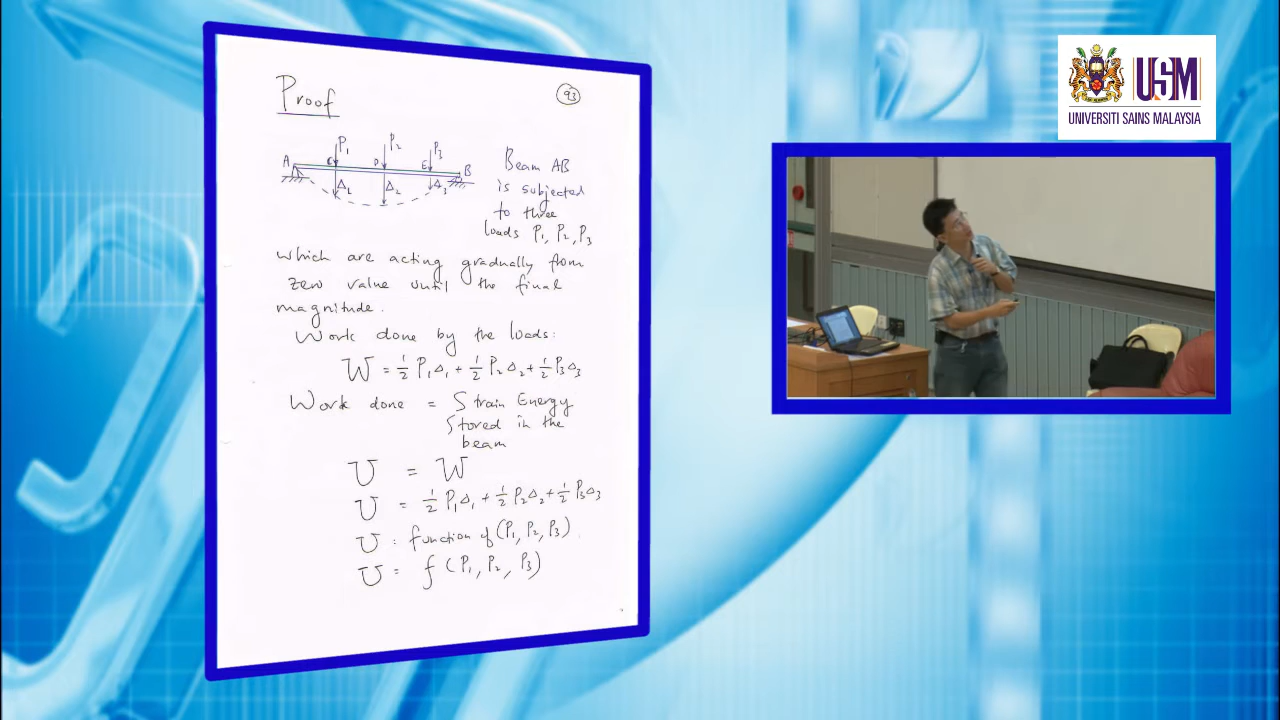 Proof
93
P1
P2
P3
A
C
D
E
B
Δ1
Δ2
Δ3
Beam AB
is subjected
to three
loads P1, P2, P3
which are acting gradually from
zero value until the final
magnitude.
Work done by the loads:
W = 1/2 P1Δ1 + 1/2 P2Δ2 + 1/2 P3Δ3
Work done = Strain Energy
Stored in the
beam
U = W
U = 1/2 P1Δ1 + 1/2 P2Δ2 + 1/2 P3Δ3
U : function of (P1, P2, P3)
U = f (P1, P2, P3)
USM
UNIVERSITI SAINS MALAYSIA